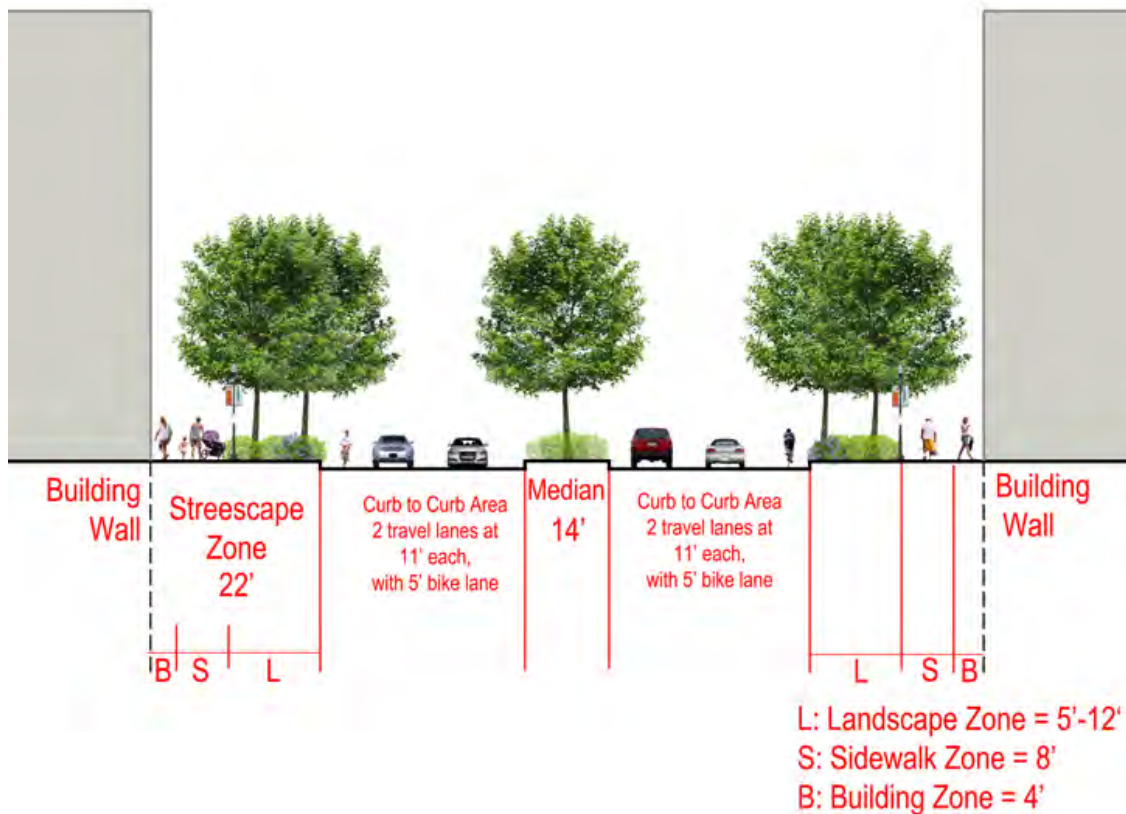 Building
Wall
Streescape
Zone
22’
Curb to Curb Area
2 travel lanes at
11’ each,
with 5’ bike lane
Median
14’
Curb to Curb Area
2 travel lanes at
11’ each,
with 5’ bike lane
Building
Wall
B
S
L
L
S
B
L: Landscape Zone = 5’-12‘
S: Sidewalk Zone = 8’
B: Building Zone = 4’